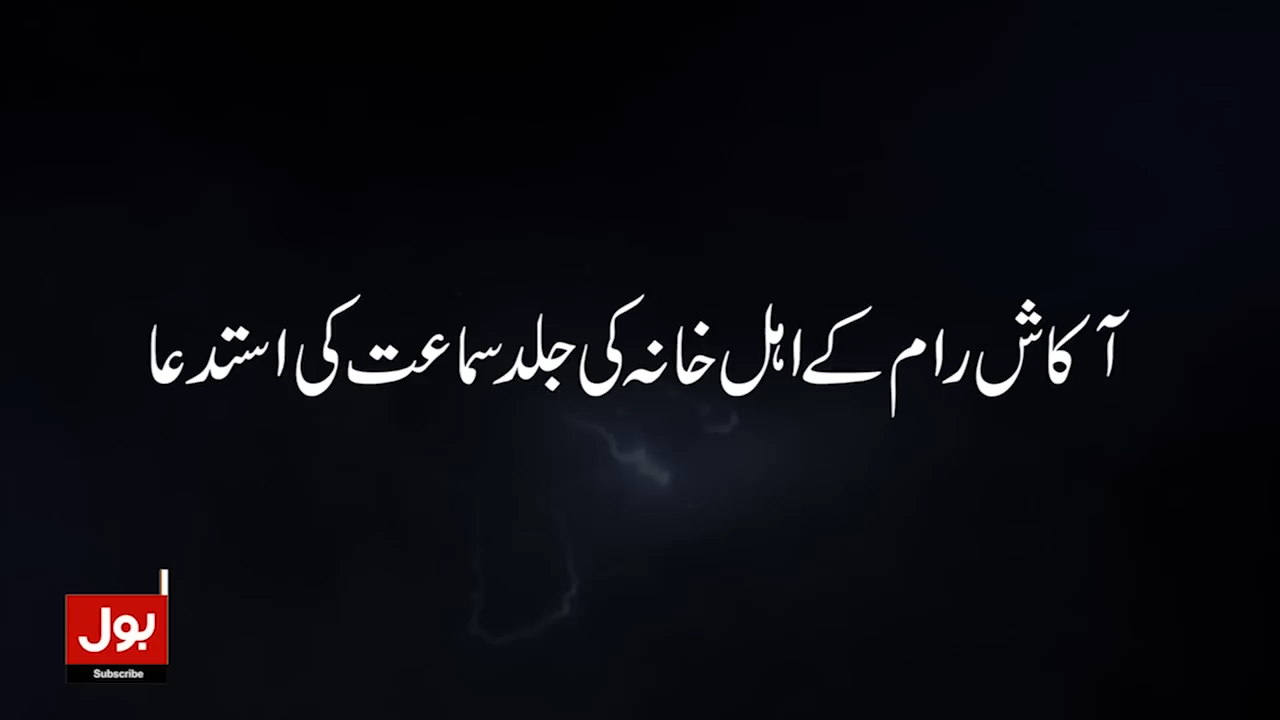 آکاش رام کے اہل خانہ کی جلد سماعت کی استدعا
بول
Subscribe